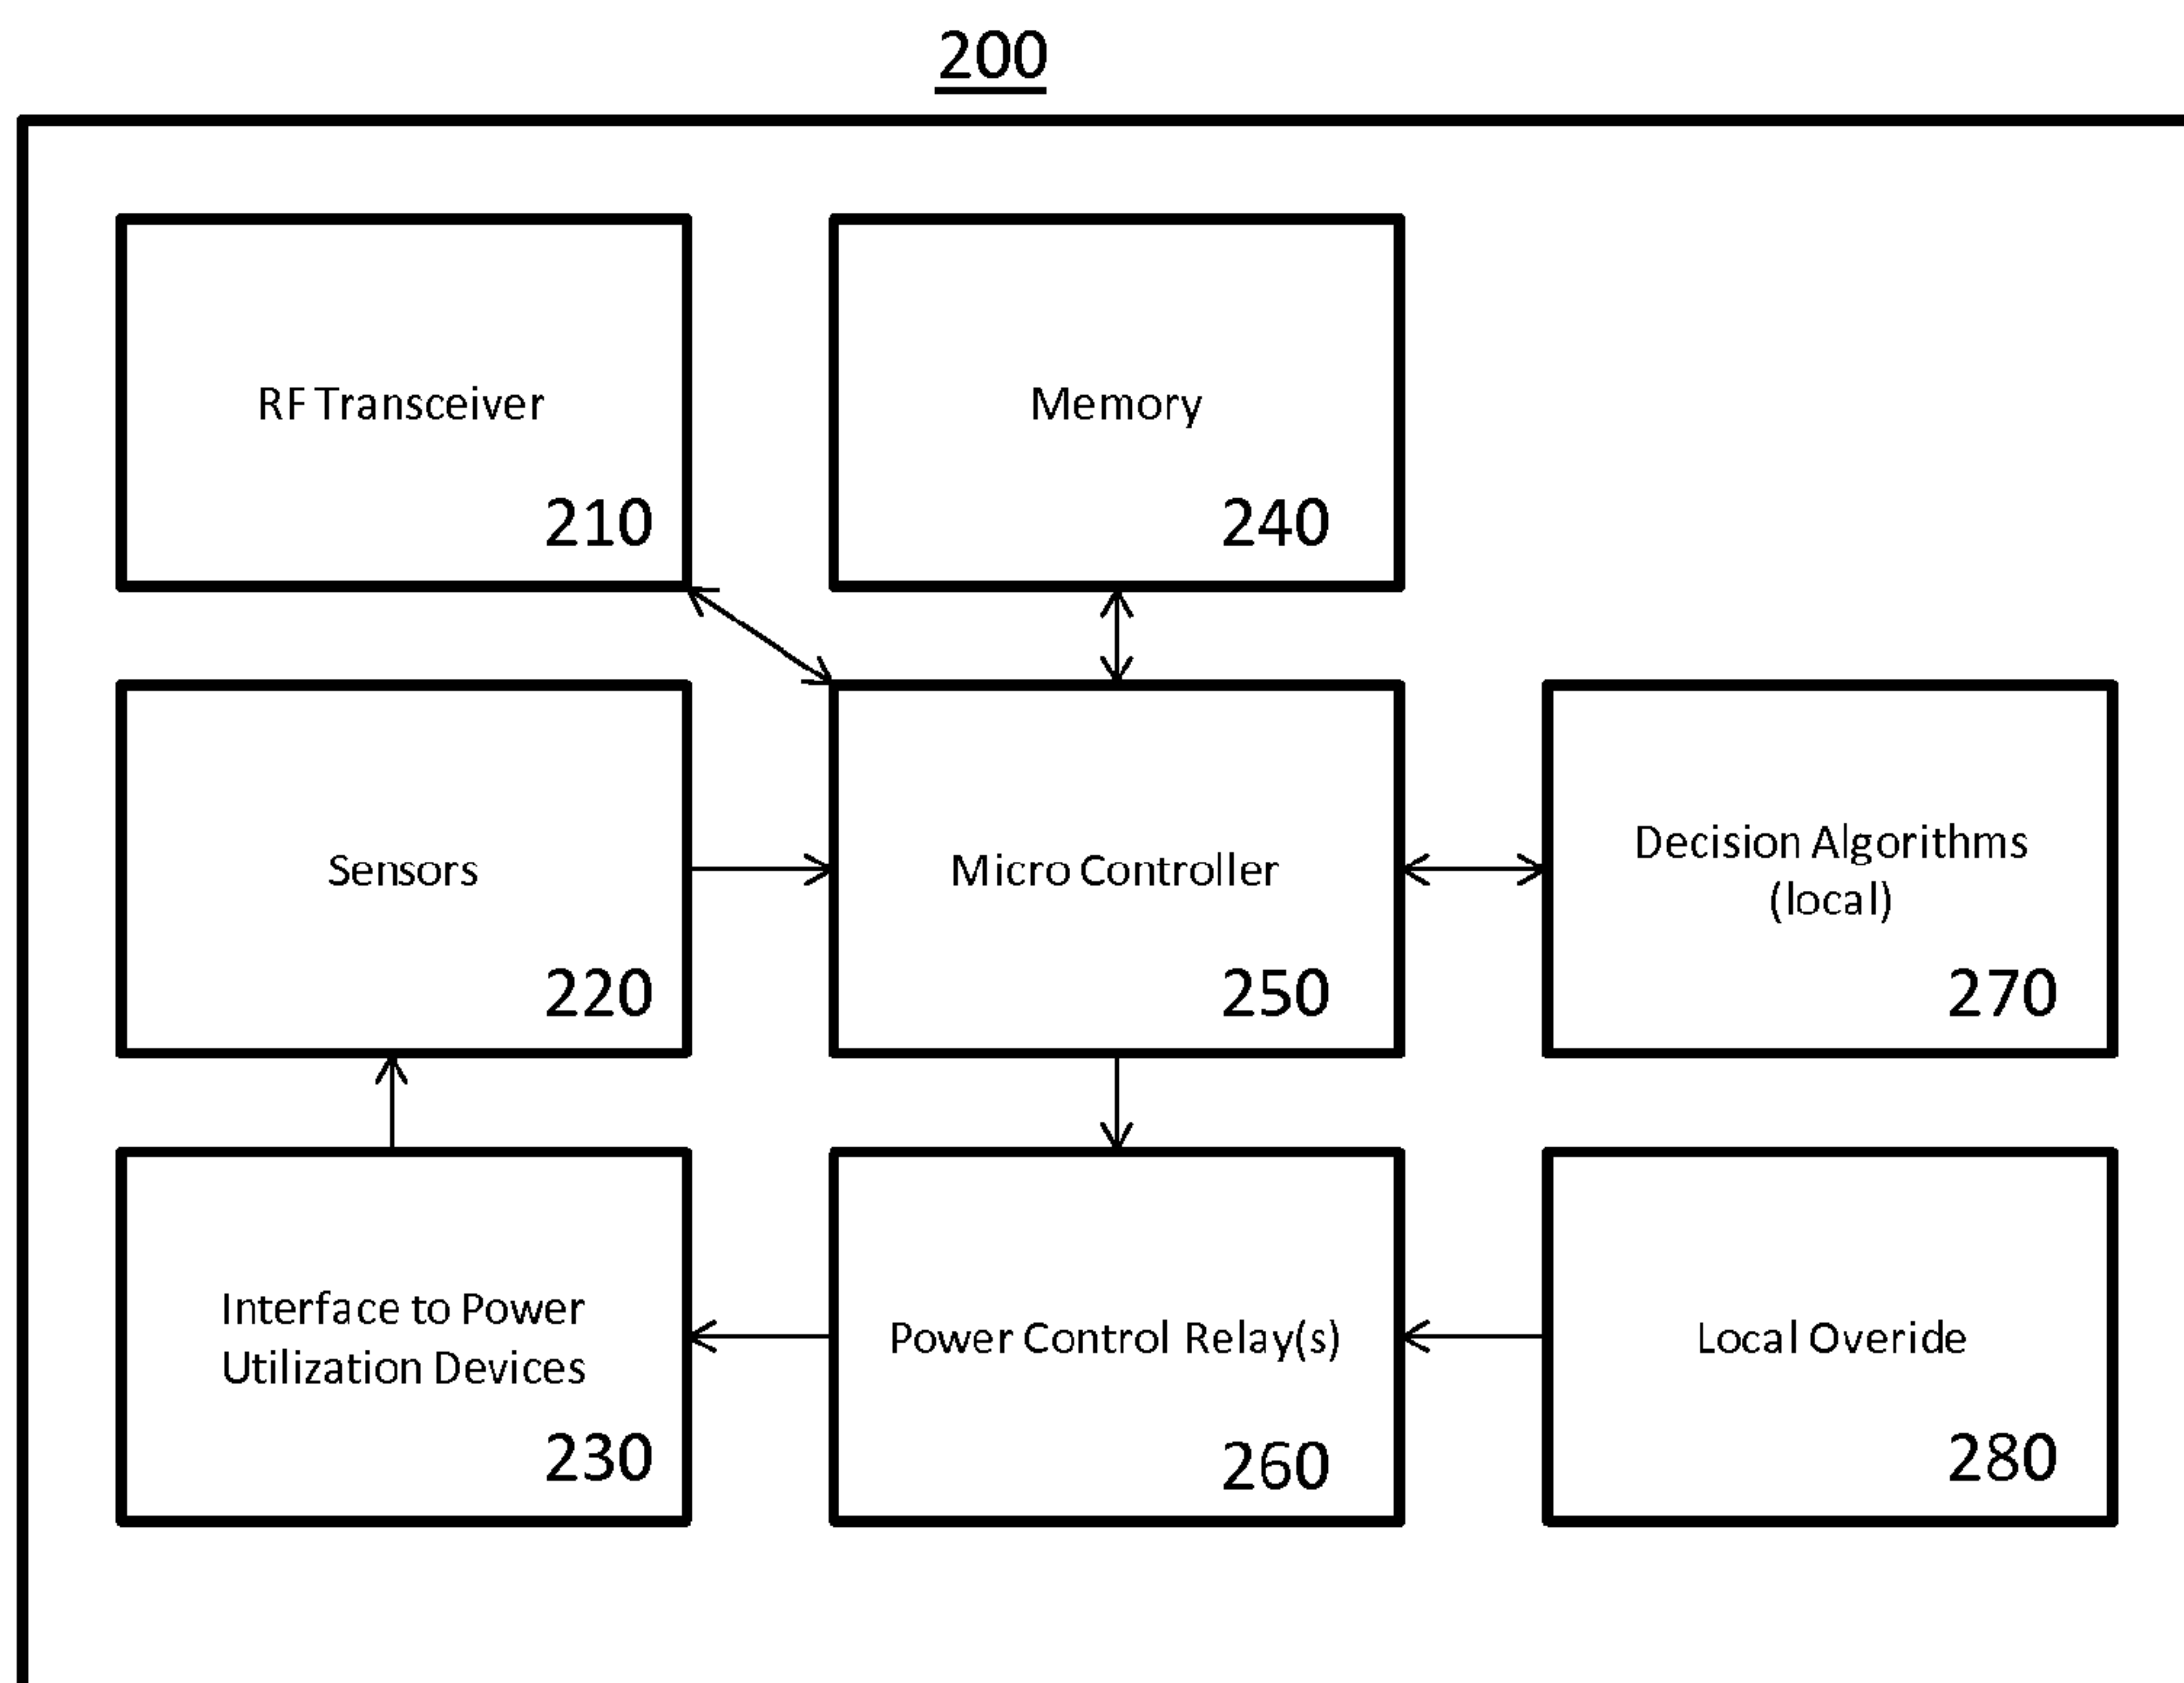 200
RF Transceiver
210
Memory
240
Sensors
220
Micro Controller
250
Decision Algorithms
(local)
270
Interface to Power
Utilization Devices
230
Power Control Relay(s)
260
Local Overide
280